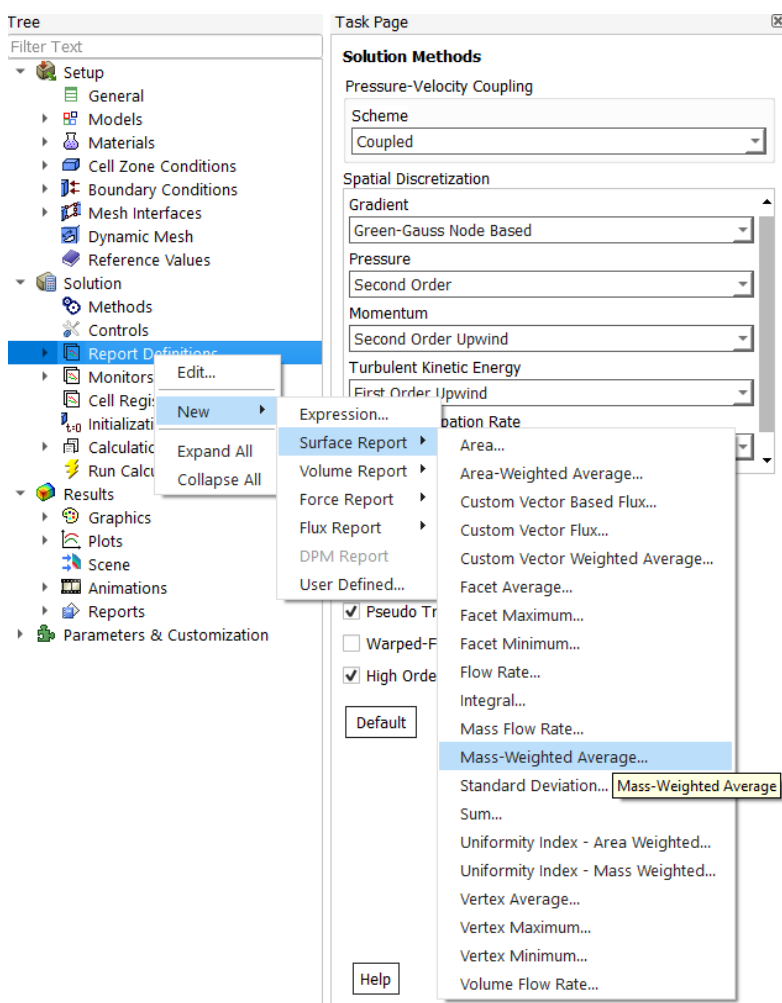 Tree
Filter Text
Setup
General
Models
Materials
Cell Zone Conditions
Boundary Conditions
Mesh Interfaces
Dynamic Mesh
Reference Values
Solution
Methods
Controls
Report Definitions
Monitors
Cell Regi
t=0 Initializati
Calculatio
Run Calcu
Results
Graphics
Plots
Scene
Animations
Reports
Parameters & Customization
Edit...
New
Expand All
Collapse All
Expression...
Surface Report
Volume Report
Force Report
Flux Report
DPM Report
User Defined...
Area...
Area-Weighted Average...
Custom Vector Based Flux...
Custom Vector Flux...
Custom Vector Weighted Average...
Facet Average...
Facet Maximum...
Facet Minimum...
Flow Rate...
Integral...
Mass Flow Rate...
Mass-Weighted Average...
Standard Deviation...
Mass-Weighted Average
Sum...
Uniformity Index - Area Weighted...
Uniformity Index - Mass Weighted...
Vertex Average...
Vertex Maximum...
Vertex Minimum...
Volume Flow Rate...
Task Page
Solution Methods
Pressure-Velocity Coupling
Scheme
Coupled
Spatial Discretization
Gradient
Green-Gauss Node Based
Pressure
Second Order
Momentum
Second Order Upwind
Turbulent Kinetic Energy
First Order Upwind
pation Rate
Pseudo Tr
Warped-F
High Orde
Default
Help